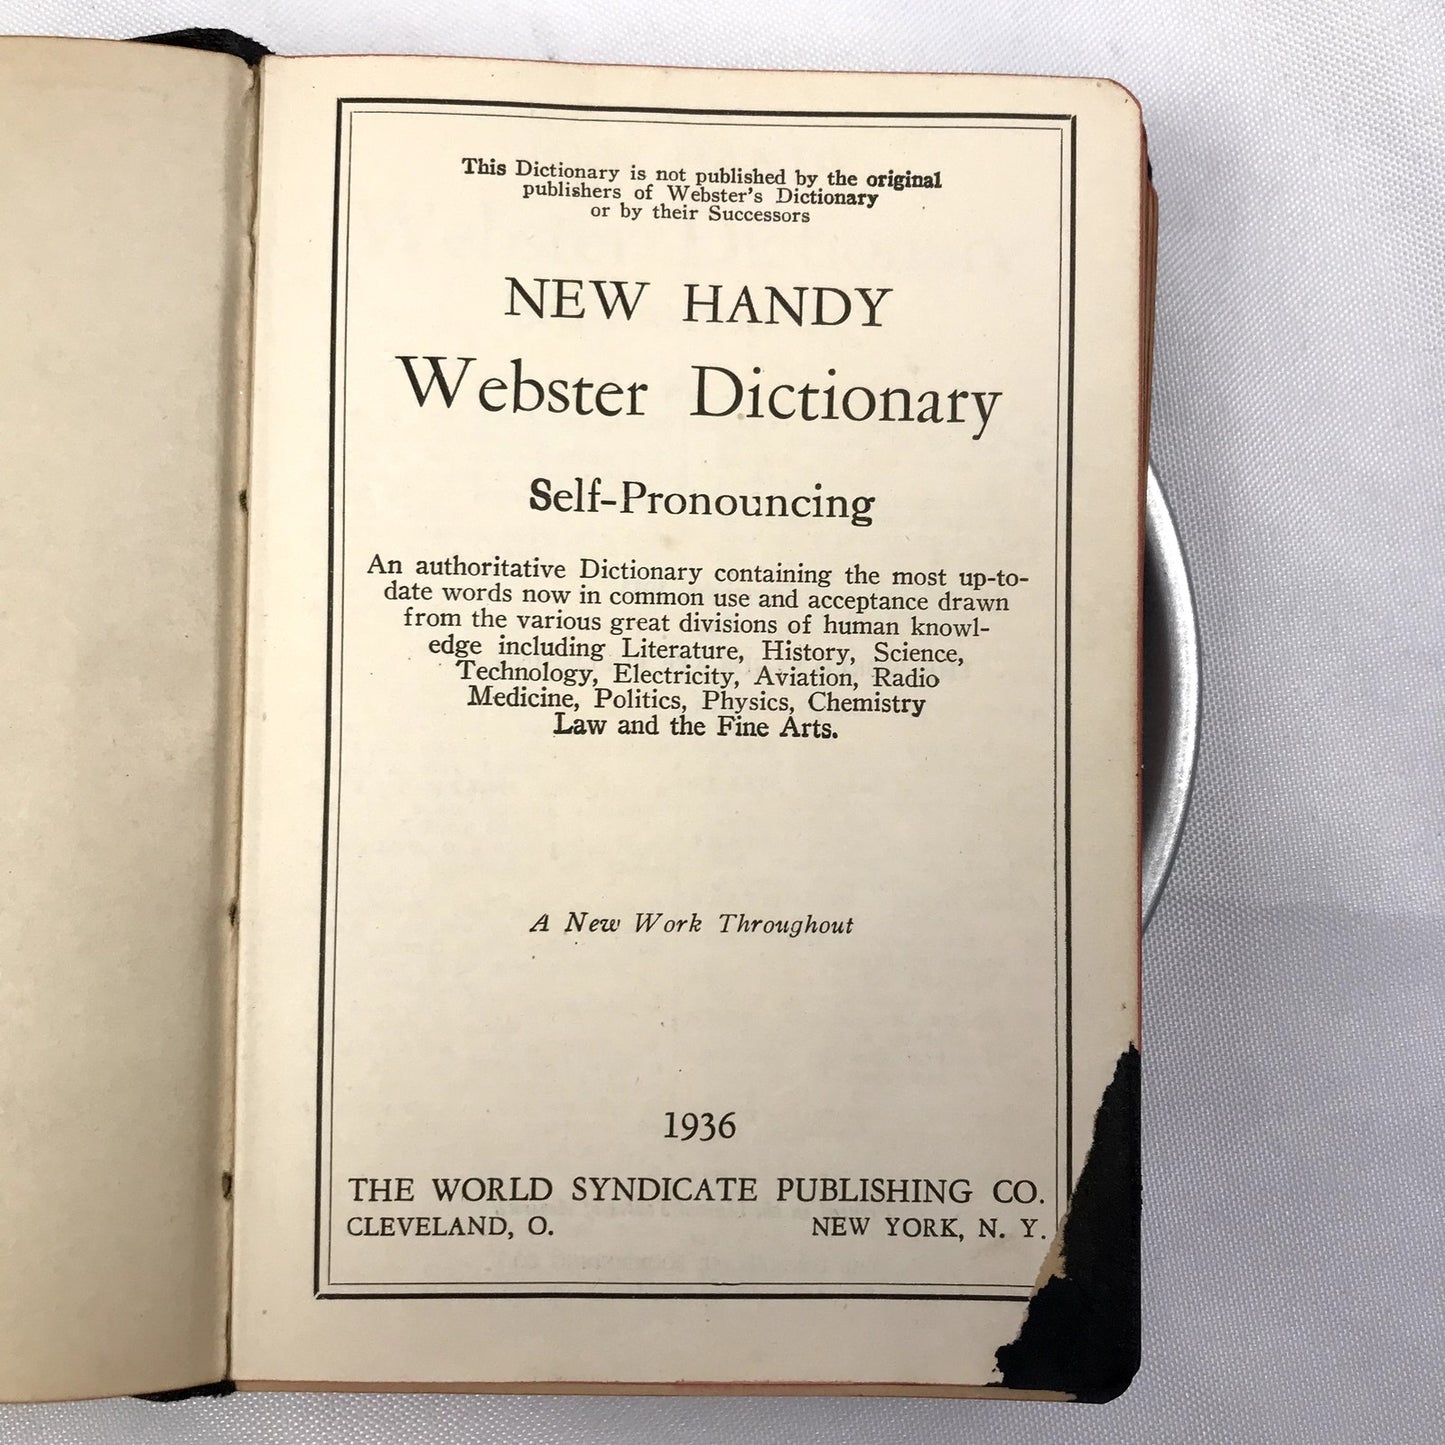 This Dictionary is not published by the original
publishers of Webster's Dictionary
or by their Successors
NEW HANDY
Webster Dictionary
Self-Pronouncing
An authoritative Dictionary containing the most up-to-
date words now in common use and acceptance drawn
from the various great divisions of human knowl-
edge including Literature, History, Science,
Technology, Electricity, Aviation, Radio
Medicine, Politics, Physics, Chemistry
Law and the Fine Arts.
A New Work Throughout
1936
THE WORLD SYNDICATE PUBLISHING CO.
CLEVELAND, O. NEW YORK, N. Y.